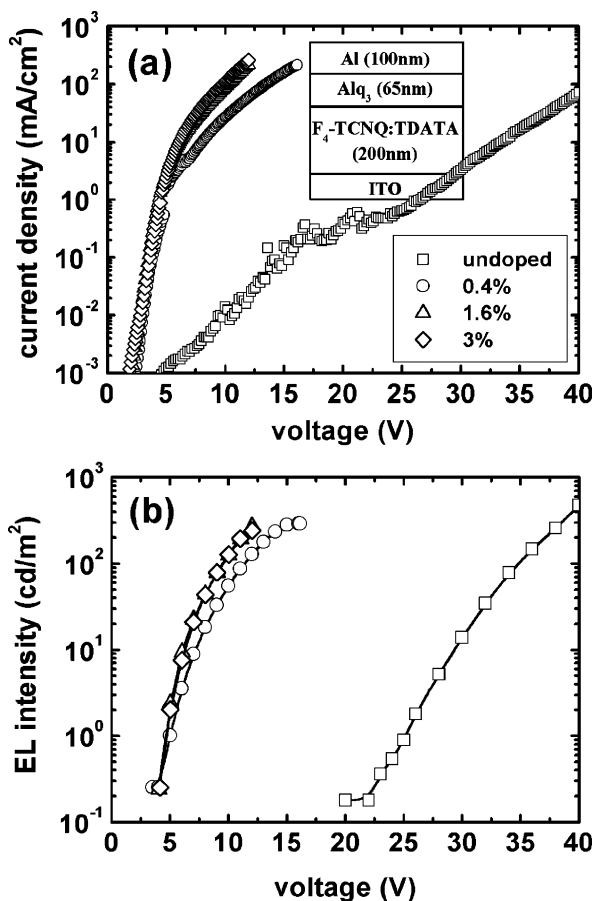 (a)
current density (mA/cm²)
10³
10²
10¹
10⁰
10⁻¹
10⁻²
10⁻³
Al (100nm)
Alq₃ (65nm)
F₄-TCNQ:TDATA
(200nm)
ITO
undoped
0.4%
1.6%
3%
0 5 10 15 20 25 30 35 40
voltage (V)
(b)
EL intensity (cd/m²)
10³
10²
10¹
10⁰
10⁻¹
0 5 10 15 20 25 30 35 40
voltage (V)